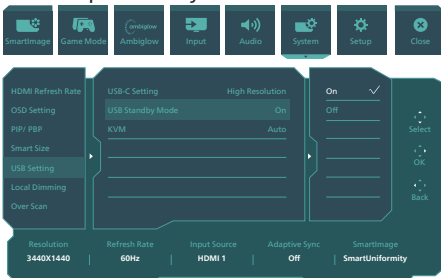 SmartImage
Game Mode
ambiglow
Ambiglow
Input
Audio
System
Setup
Close
HDMI Refresh Rate
OSD Setting
PIP/ PBP
Smart Size
USB Setting
Local Dimming
Over Scan
USB-C Setting High Resolution
USB Standby Mode On
KVM Auto
On
Off
Select
OK
Back
Resolution Refresh Rate Input Source Adaptive Sync SmartImage
3440X1440 | 60Hz | HDMI 1 | Off | SmartUniformity